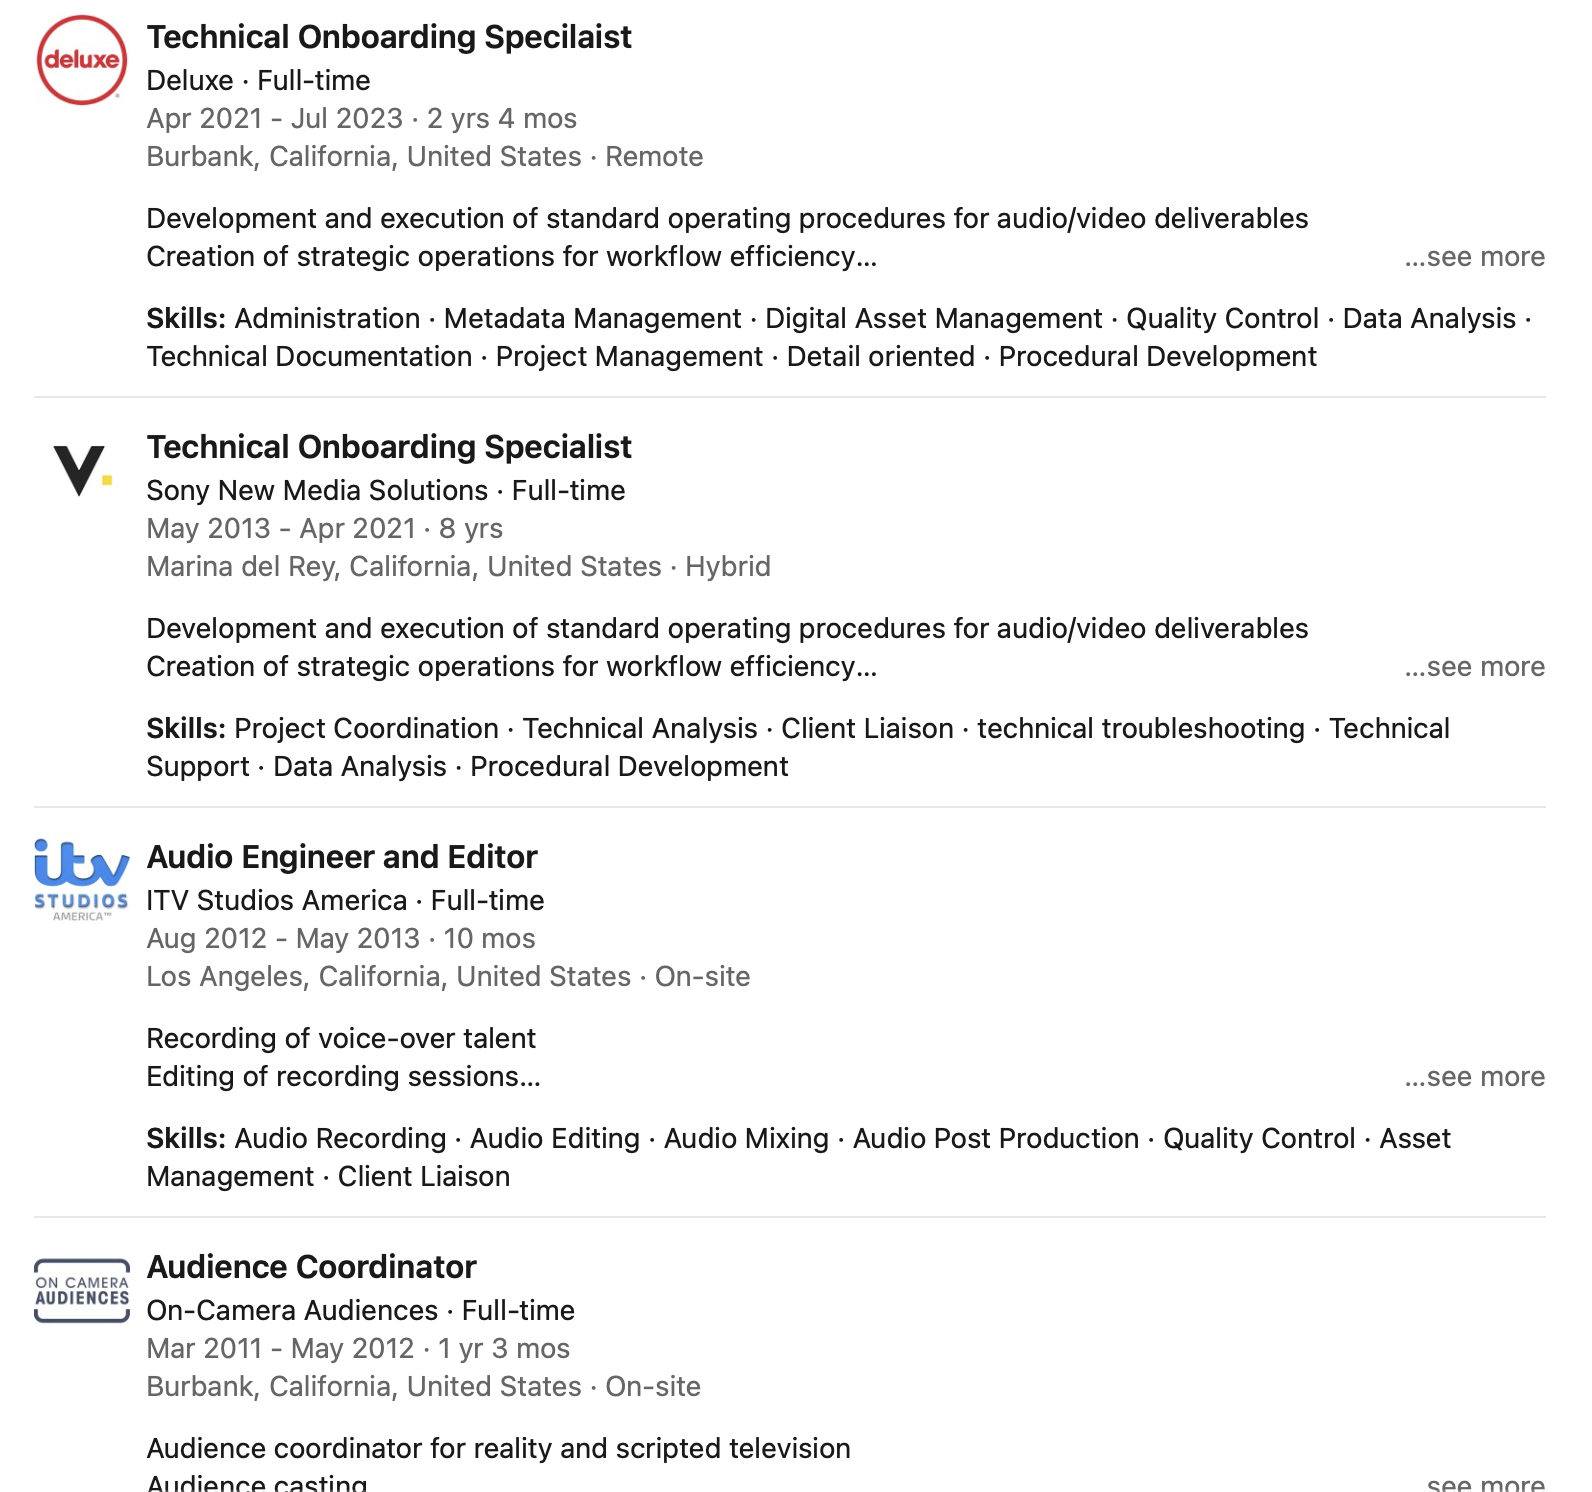 deluxe
Technical Onboarding Specilaist
Deluxe · Full-time
Apr 2021 - Jul 2023 · 2 yrs 4 mos
Burbank, California, United States · Remote
Development and execution of standard operating procedures for audio/video deliverables
Creation of strategic operations for workflow efficiency...
...see more
Skills: Administration · Metadata Management · Digital Asset Management · Quality Control · Data Analysis ·
Technical Documentation · Project Management · Detail oriented · Procedural Development
V.
Technical Onboarding Specialist
Sony New Media Solutions · Full-time
May 2013 - Apr 2021 · 8 yrs
Marina del Rey, California, United States · Hybrid
Development and execution of standard operating procedures for audio/video deliverables
Creation of strategic operations for workflow efficiency...
...see more
Skills: Project Coordination · Technical Analysis · Client Liaison · technical troubleshooting · Technical
Support · Data Analysis · Procedural Development
itv
STUDIOS
AMERICA™
Audio Engineer and Editor
ITV Studios America · Full-time
Aug 2012 - May 2013 · 10 mos
Los Angeles, California, United States · On-site
Recording of voice-over talent
Editing of recording sessions...
...see more
Skills: Audio Recording · Audio Editing · Audio Mixing · Audio Post Production · Quality Control · Asset
Management · Client Liaison
ON CAMERA
AUDIENCES
Audience Coordinator
On-Camera Audiences · Full-time
Mar 2011 - May 2012 · 1 yr 3 mos
Burbank, California, United States · On-site
Audience coordinator for reality and scripted television
Audience casting
see more